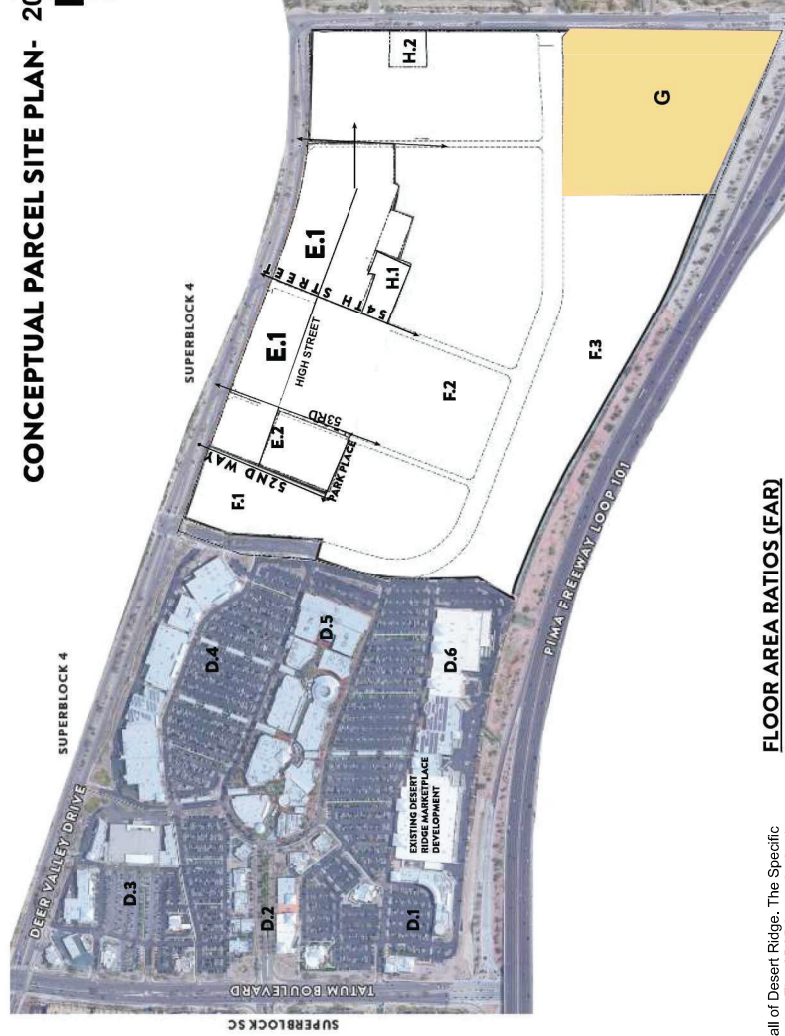 CONCEPTUAL PARCEL SITE PLAN- 20
SUPERBLOCK 4
SUPERBLOCK 4
DEER VALLEY DRIVE
TATUM BOULEVARD
SUPERBLOCK 5C
D.3
D.4
D.2
D.5
D.1
D.6
EXISTING DESERT
RIDGE MARKETPLACE
DEVELOPMENT
F.1
52ND WAY
E.2
PARK PLACE
53RD
E.1
HIGH STREET
54TH STREET
E.1
H.1
H.2
F.2
F.3
G
PIMA FREEWAY LOOP 101
FLOOR AREA RATIOS (FAR)
all of Desert Ridge. The Specific